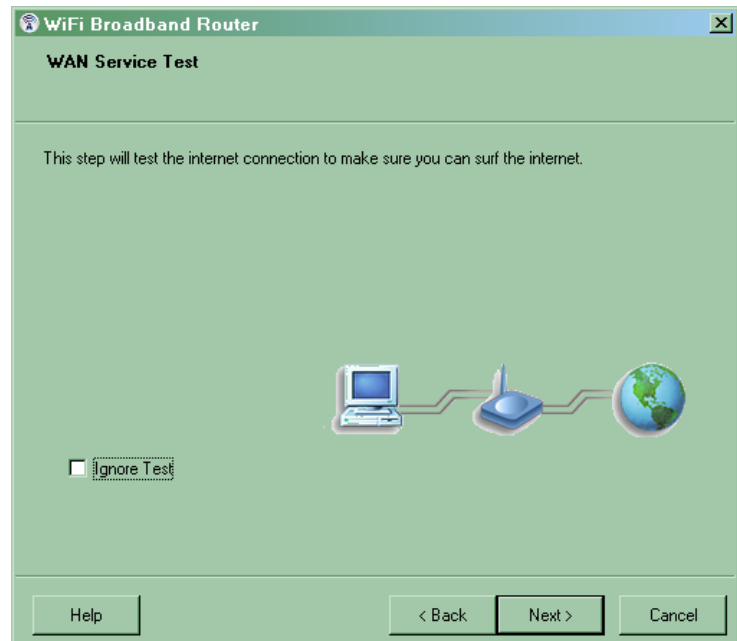 WiFi Broadband Router
WAN Service Test
This step will test the internet connection to make sure you can surf the internet.
Ignore Test
Help
< Back
Next >
Cancel